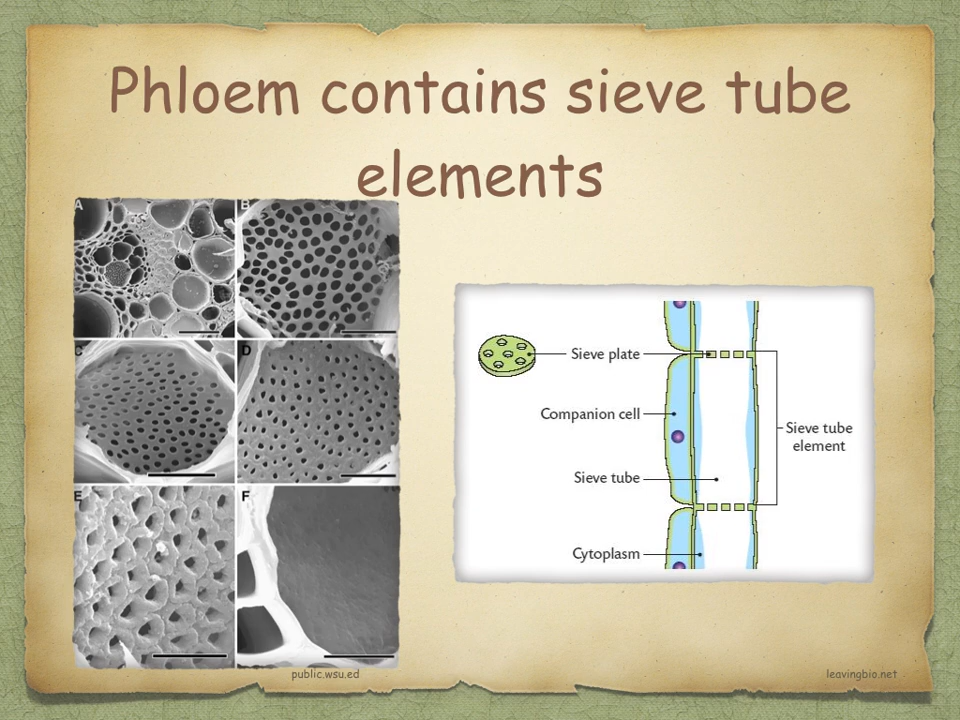 Phloem contains sieve tube
elements
A
B
C
D
E
F
Sieve plate
Companion cell
Sieve tube
element
Sieve tube
Cytoplasm
public.wsu.ed
leavingbio.net